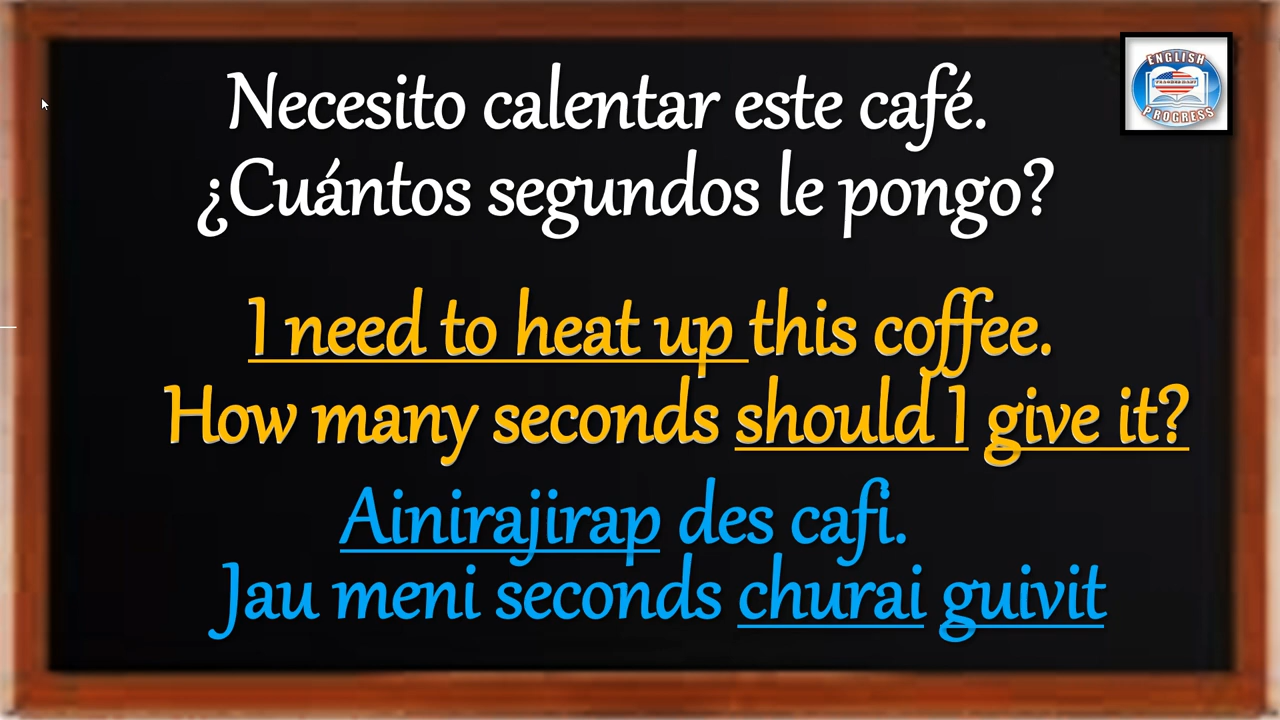 ENGLISH
PROGRESS
Necesito calentar este café.
¿Cuántos segundos le pongo?
I need to heat up this coffee.
How many seconds should I give it?
Ainirajirap des cafi.
Jau meni seconds churai guivit